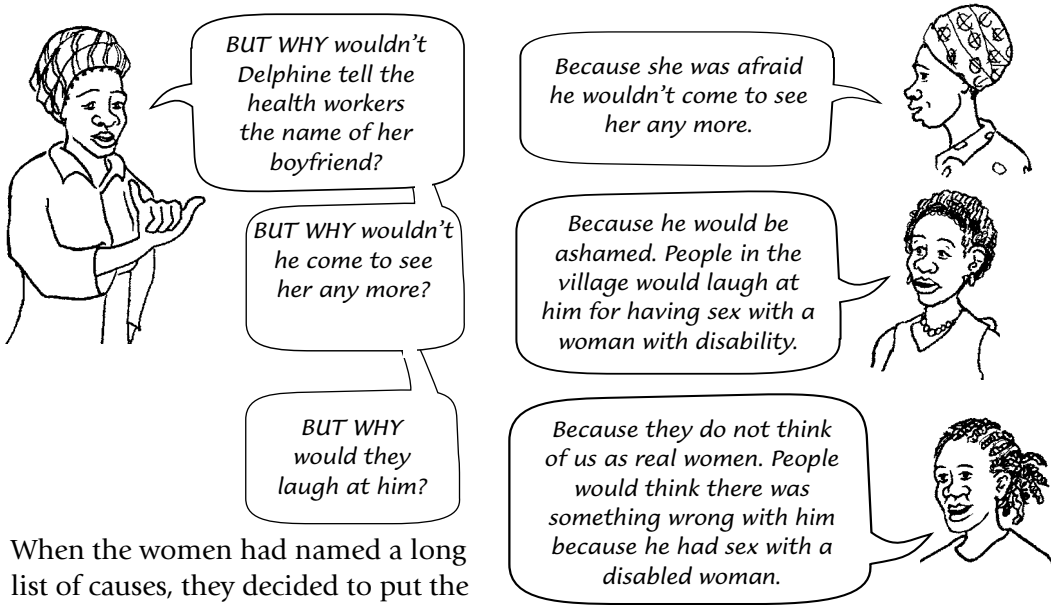 BUT WHY wouldn't
Delphine tell the
health workers
the name of her
boyfriend?
Because she was afraid
he wouldn't come to see
her any more.
BUT WHY wouldn't
he come to see
her any more?
Because he would be
ashamed. People in the
village would laugh at
him for having sex with a
woman with disability.
BUT WHY
would they
laugh at him?
Because they do not think
of us as real women. People
would think there was
something wrong with him
because he had sex with a
disabled woman.
When the women had named a long
list of causes, they decided to put the